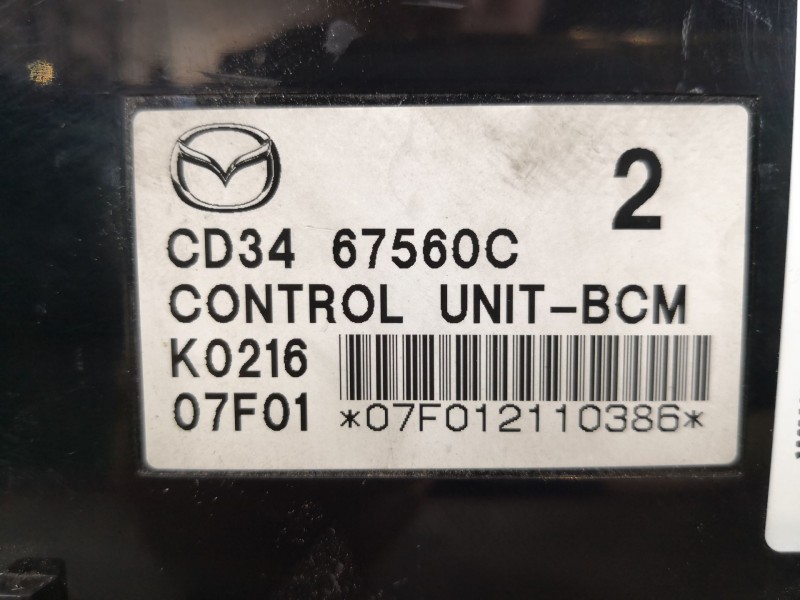 2
CD34 67560C
CONTROL UNIT-BCM
K0216
07F01 *07F012110386*